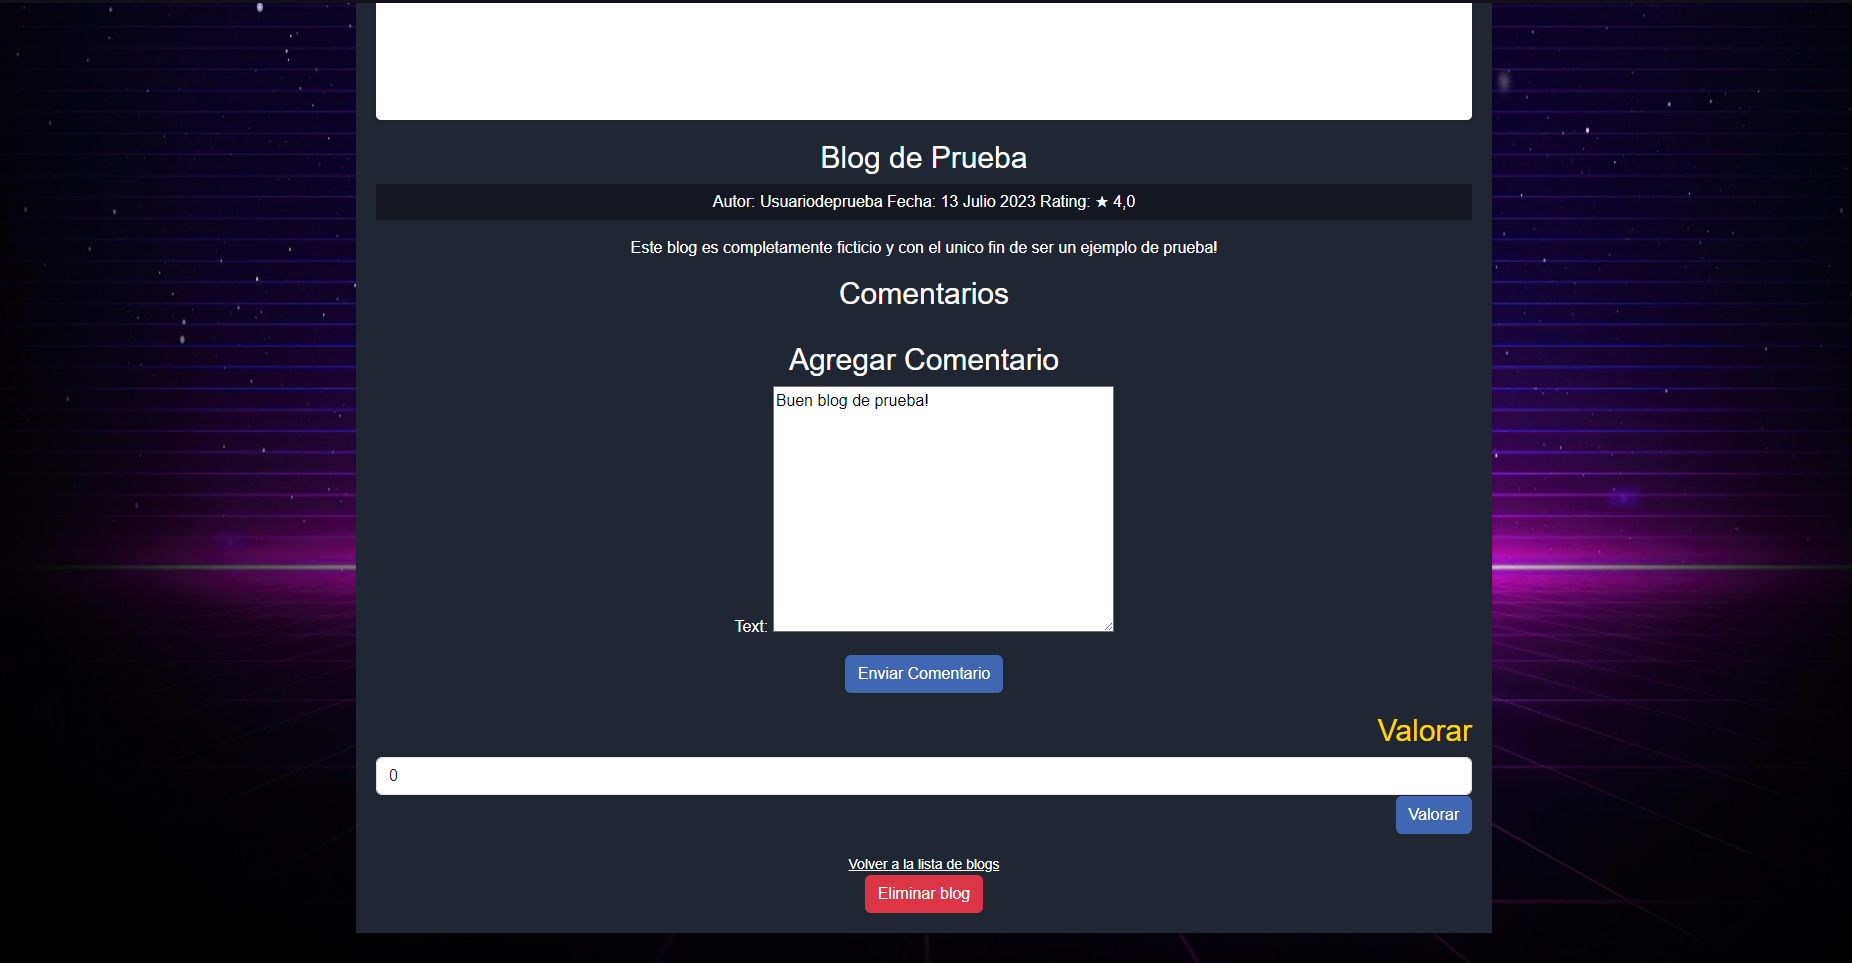 Blog de Prueba
Autor: Usuariodeprueba Fecha: 13 Julio 2023 Rating: ★ 4,0
Este blog es completamente ficticio y con el unico fin de ser un ejemplo de prueba!
Comentarios
Agregar Comentario
Buen blog de prueba!
Text:
Enviar Comentario
Valorar
0
Valorar
Volver a la lista de blogs
Eliminar blog